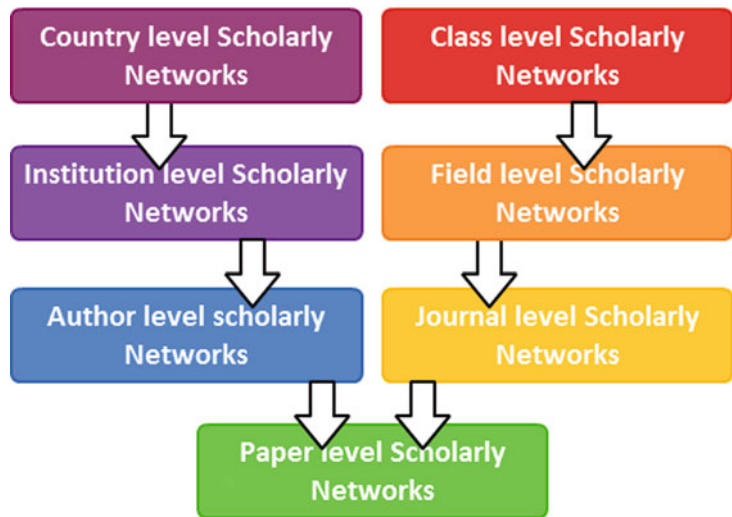 Country level Scholarly
Networks
Class level Scholarly
Networks
Institution level Scholarly
Networks
Field level Scholarly
Networks
Author level scholarly
Networks
Journal level Scholarly
Networks
Paper level Scholarly
Networks